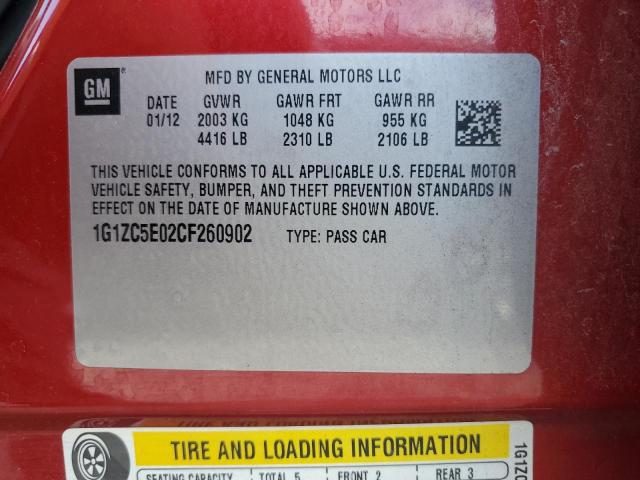 GM
MFD BY GENERAL MOTORS LLC
DATE GVWR GAWR FRT GAWR RR
01/12 2003 KG 1048 KG 955 KG
4416 LB 2310 LB 2106 LB
THIS VEHICLE CONFORMS TO ALL APPLICABLE U.S. FEDERAL MOTOR
VEHICLE SAFETY, BUMPER, AND THEFT PREVENTION STANDARDS IN
EFFECT ON THE DATE OF MANUFACTURE SHOWN ABOVE.
1G1ZC5E02CF260902 TYPE: PASS CAR
TIRE AND LOADING INFORMATION
SEATING CAPACITY TOTAL 5 FRONT 2 REAR 3
1G1ZC